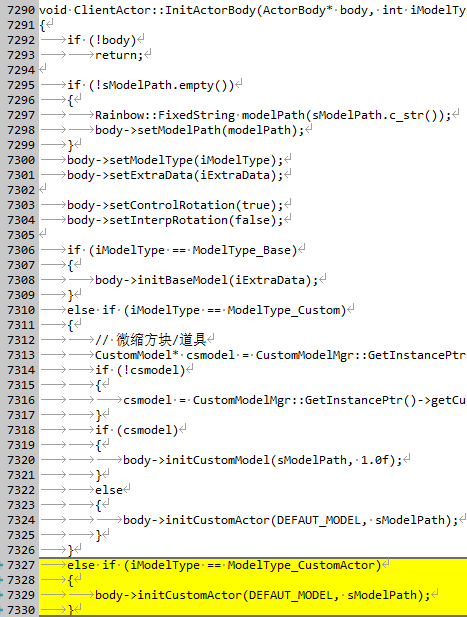 7290 void ClientActor::InitActorBody(ActorBody* body, int iModelTy
7291 {
7292 if (!body)
7293 return;
7294
7295 if (!sModelPath.empty())
7296 {
7297 Rainbow::FixedString modelPath(sModelPath.c_str());
7298 body->setModelPath(modelPath);
7299 }
7300 body->setModelType(iModelType);
7301 body->setExtraData(iExtraData);
7302
7303 body->setControlRotation(true);
7304 body->setInterpRotation(false);
7305
7306 if (iModelType == ModelType_Base)
7307 {
7308 body->initBaseModel(iExtraData);
7309 }
7310 else if (iModelType == ModelType_Custom)
7311 {
7312 // 微缩方块/道具
7313 CustomModel* csmodel = CustomModelMgr::GetInstancePtr
7314 if (!csmodel)
7315 {
7316 csmodel = CustomModelMgr::GetInstancePtr()->getCu
7317 }
7318 if (csmodel)
7319 {
7320 body->initCustomModel(sModelPath, 1.0f);
7321 }
7322 else
7323 {
7324 body->initCustomActor(DEFAUT_MODEL, sModelPath);
7325 }
7326 }
7327 else if (iModelType == ModelType_CustomActor)
7328 {
7329 body->initCustomActor(DEFAUT_MODEL, sModelPath);
7330 }